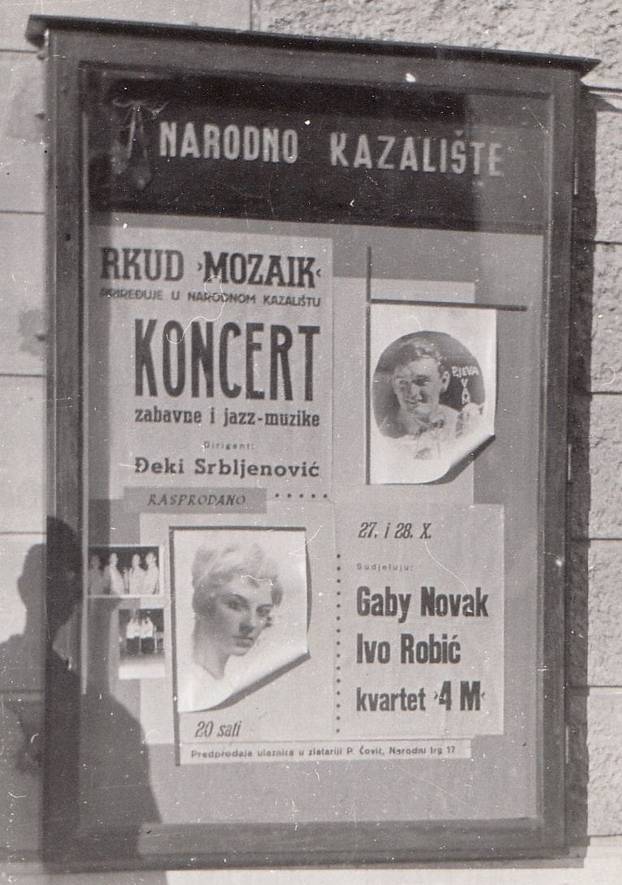 NARODNO KAZALIŠTE
RKUD ›MOZAIK‹
PRIREĐUJE U NARODNOM KAZALIŠTU
KONCERT
zabavne i jazz-muzike
Dirigent:
Đeki Srbljenović
RASPRODANO
PJEVA
27. i 28. X.
Sudjeluju:
Gaby Novak
Ivo Robić
kvartet ›4 M‹
20 sati
Predprodaja ulaznica u zlatariji P. Čović, Narodni trg 17